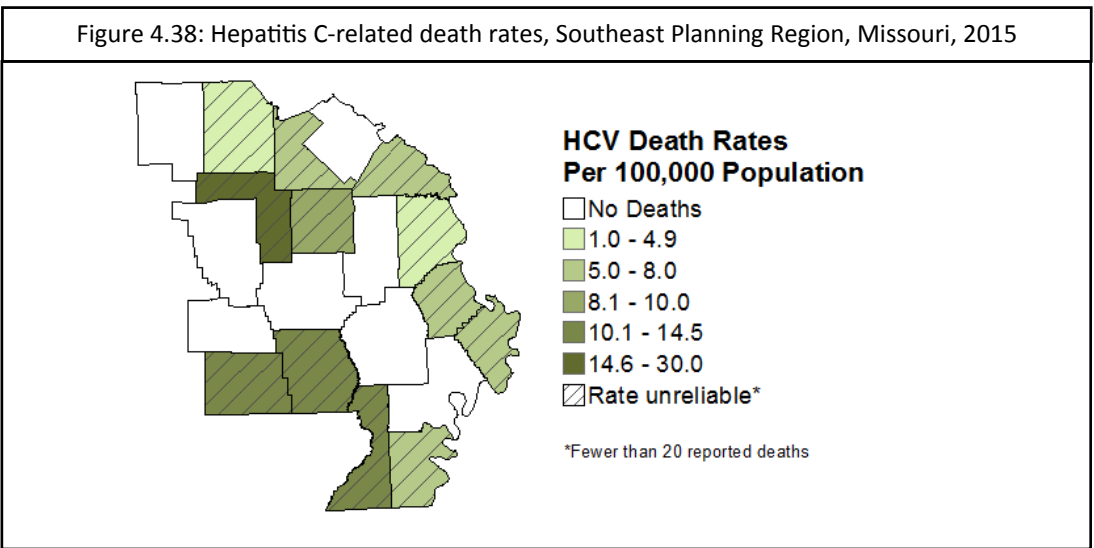 Figure 4.38: Hepatitis C-related death rates, Southeast Planning Region, Missouri, 2015
HCV Death Rates
Per 100,000 Population
No Deaths
1.0 - 4.9
5.0 - 8.0
8.1 - 10.0
10.1 - 14.5
14.6 - 30.0
Rate unreliable*
*Fewer than 20 reported deaths